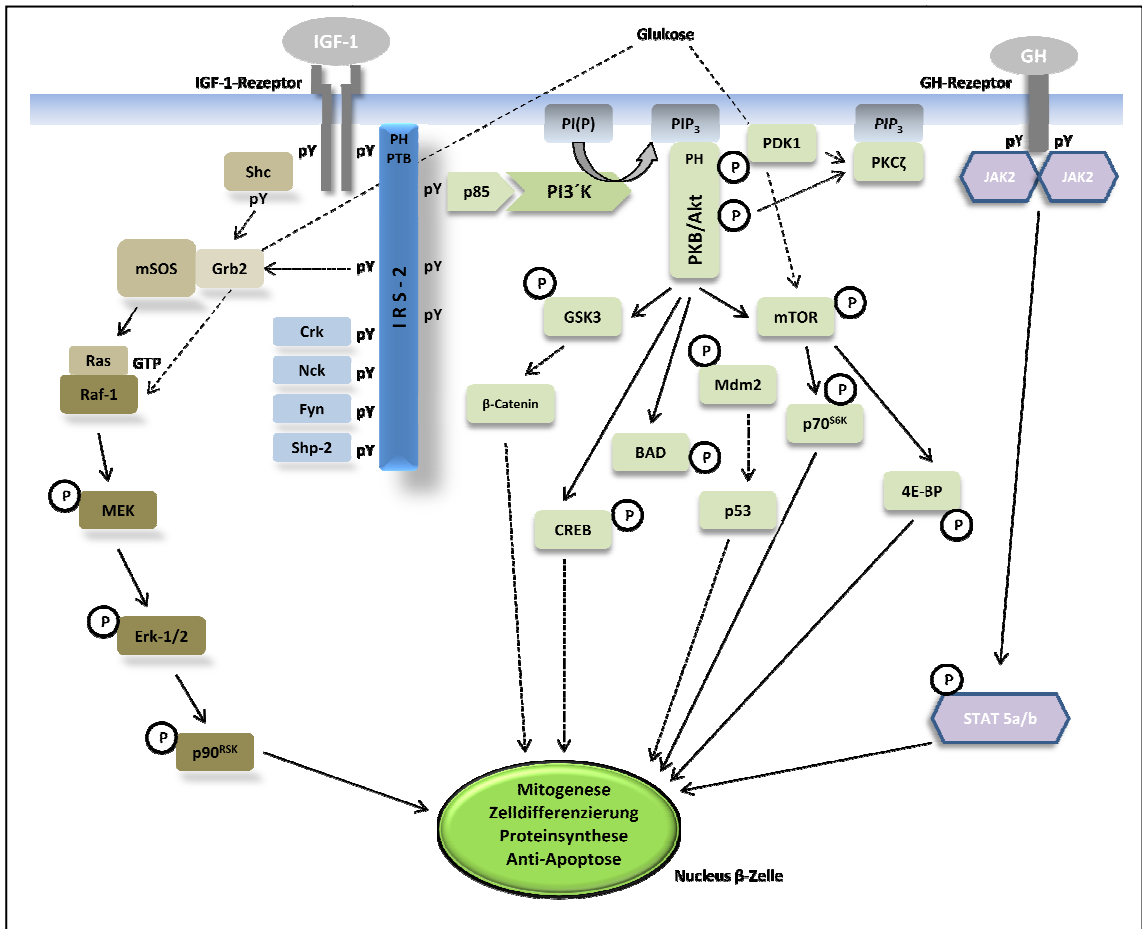 IGF-1
IGF-1-Rezeptor
Glukose
GH
GH-Rezeptor
PI(P)
PIP3
PIP3
PH
PTB
pY
pY
pY
pY
PDK1
PKCζ
JAK2
JAK2
Shc
pY
pY
p85
PI3´K
PH
PKB/Akt
P
P
mSOS
Grb2
pY
pY
IRS-2
pY
P
GSK3
mTOR
P
Crk
pY
Nck
pY
Fyn
pY
Shp-2
pY
Ras
GTP
Raf-1
β-Catenin
P
Mdm2
P
p70S6K
BAD
P
4E-BP
P
P
MEK
CREB
P
p53
P
Erk-1/2
P
p90RSK
P
STAT 5a/b
Mitogenese
Zelldifferenzierung
Proteinsynthese
Anti-Apoptose
Nucleus β-Zelle